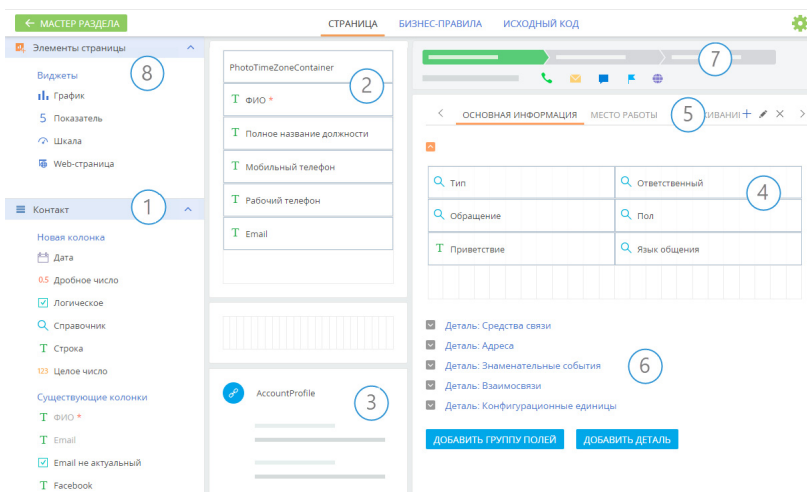 ← МАСТЕР РАЗДЕЛА
СТРАНИЦА БИЗНЕС-ПРАВИЛА ИСХОДНЫЙ КОД
Элементы страницы
8
Виджеты
График
5 Показатель
Шкала
Web-страница
1
Контакт
Новая колонка
Дата
0.5 Дробное число
Логическое
Справочник
T Строка
123 Целое число
Существующие колонки
T ФИО *
T Email
Email не актуальный
T Facebook
PhotoTimeZoneContainer
2
T ФИО *
T Полное название должности
T Мобильный телефон
T Рабочий телефон
T Email
AccountProfile
3
7
ОСНОВНАЯ ИНФОРМАЦИЯ МЕСТО РАБОТЫ 5
Тип Ответственный
4
Обращение Пол
T Приветствие Язык общения
Деталь: Средства связи
Деталь: Адреса
Деталь: Знаменательные события
6
Деталь: Взаимосвязи
Деталь: Конфигурационные единицы
ДОБАВИТЬ ГРУППУ ПОЛЕЙ ДОБАВИТЬ ДЕТАЛЬ